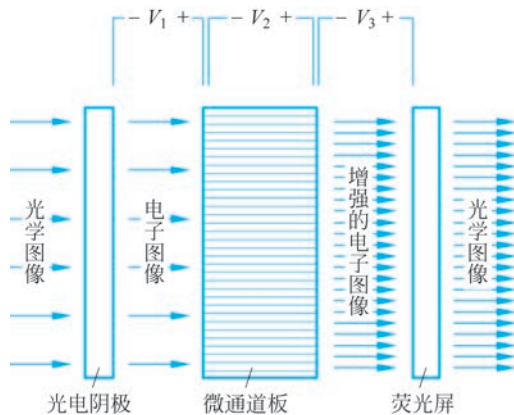 − V₁ + − V₂ + − V₃ +
光学图像
电子图像
增强的电子图像
光学图像
光电阴极
微通道板
荧光屏